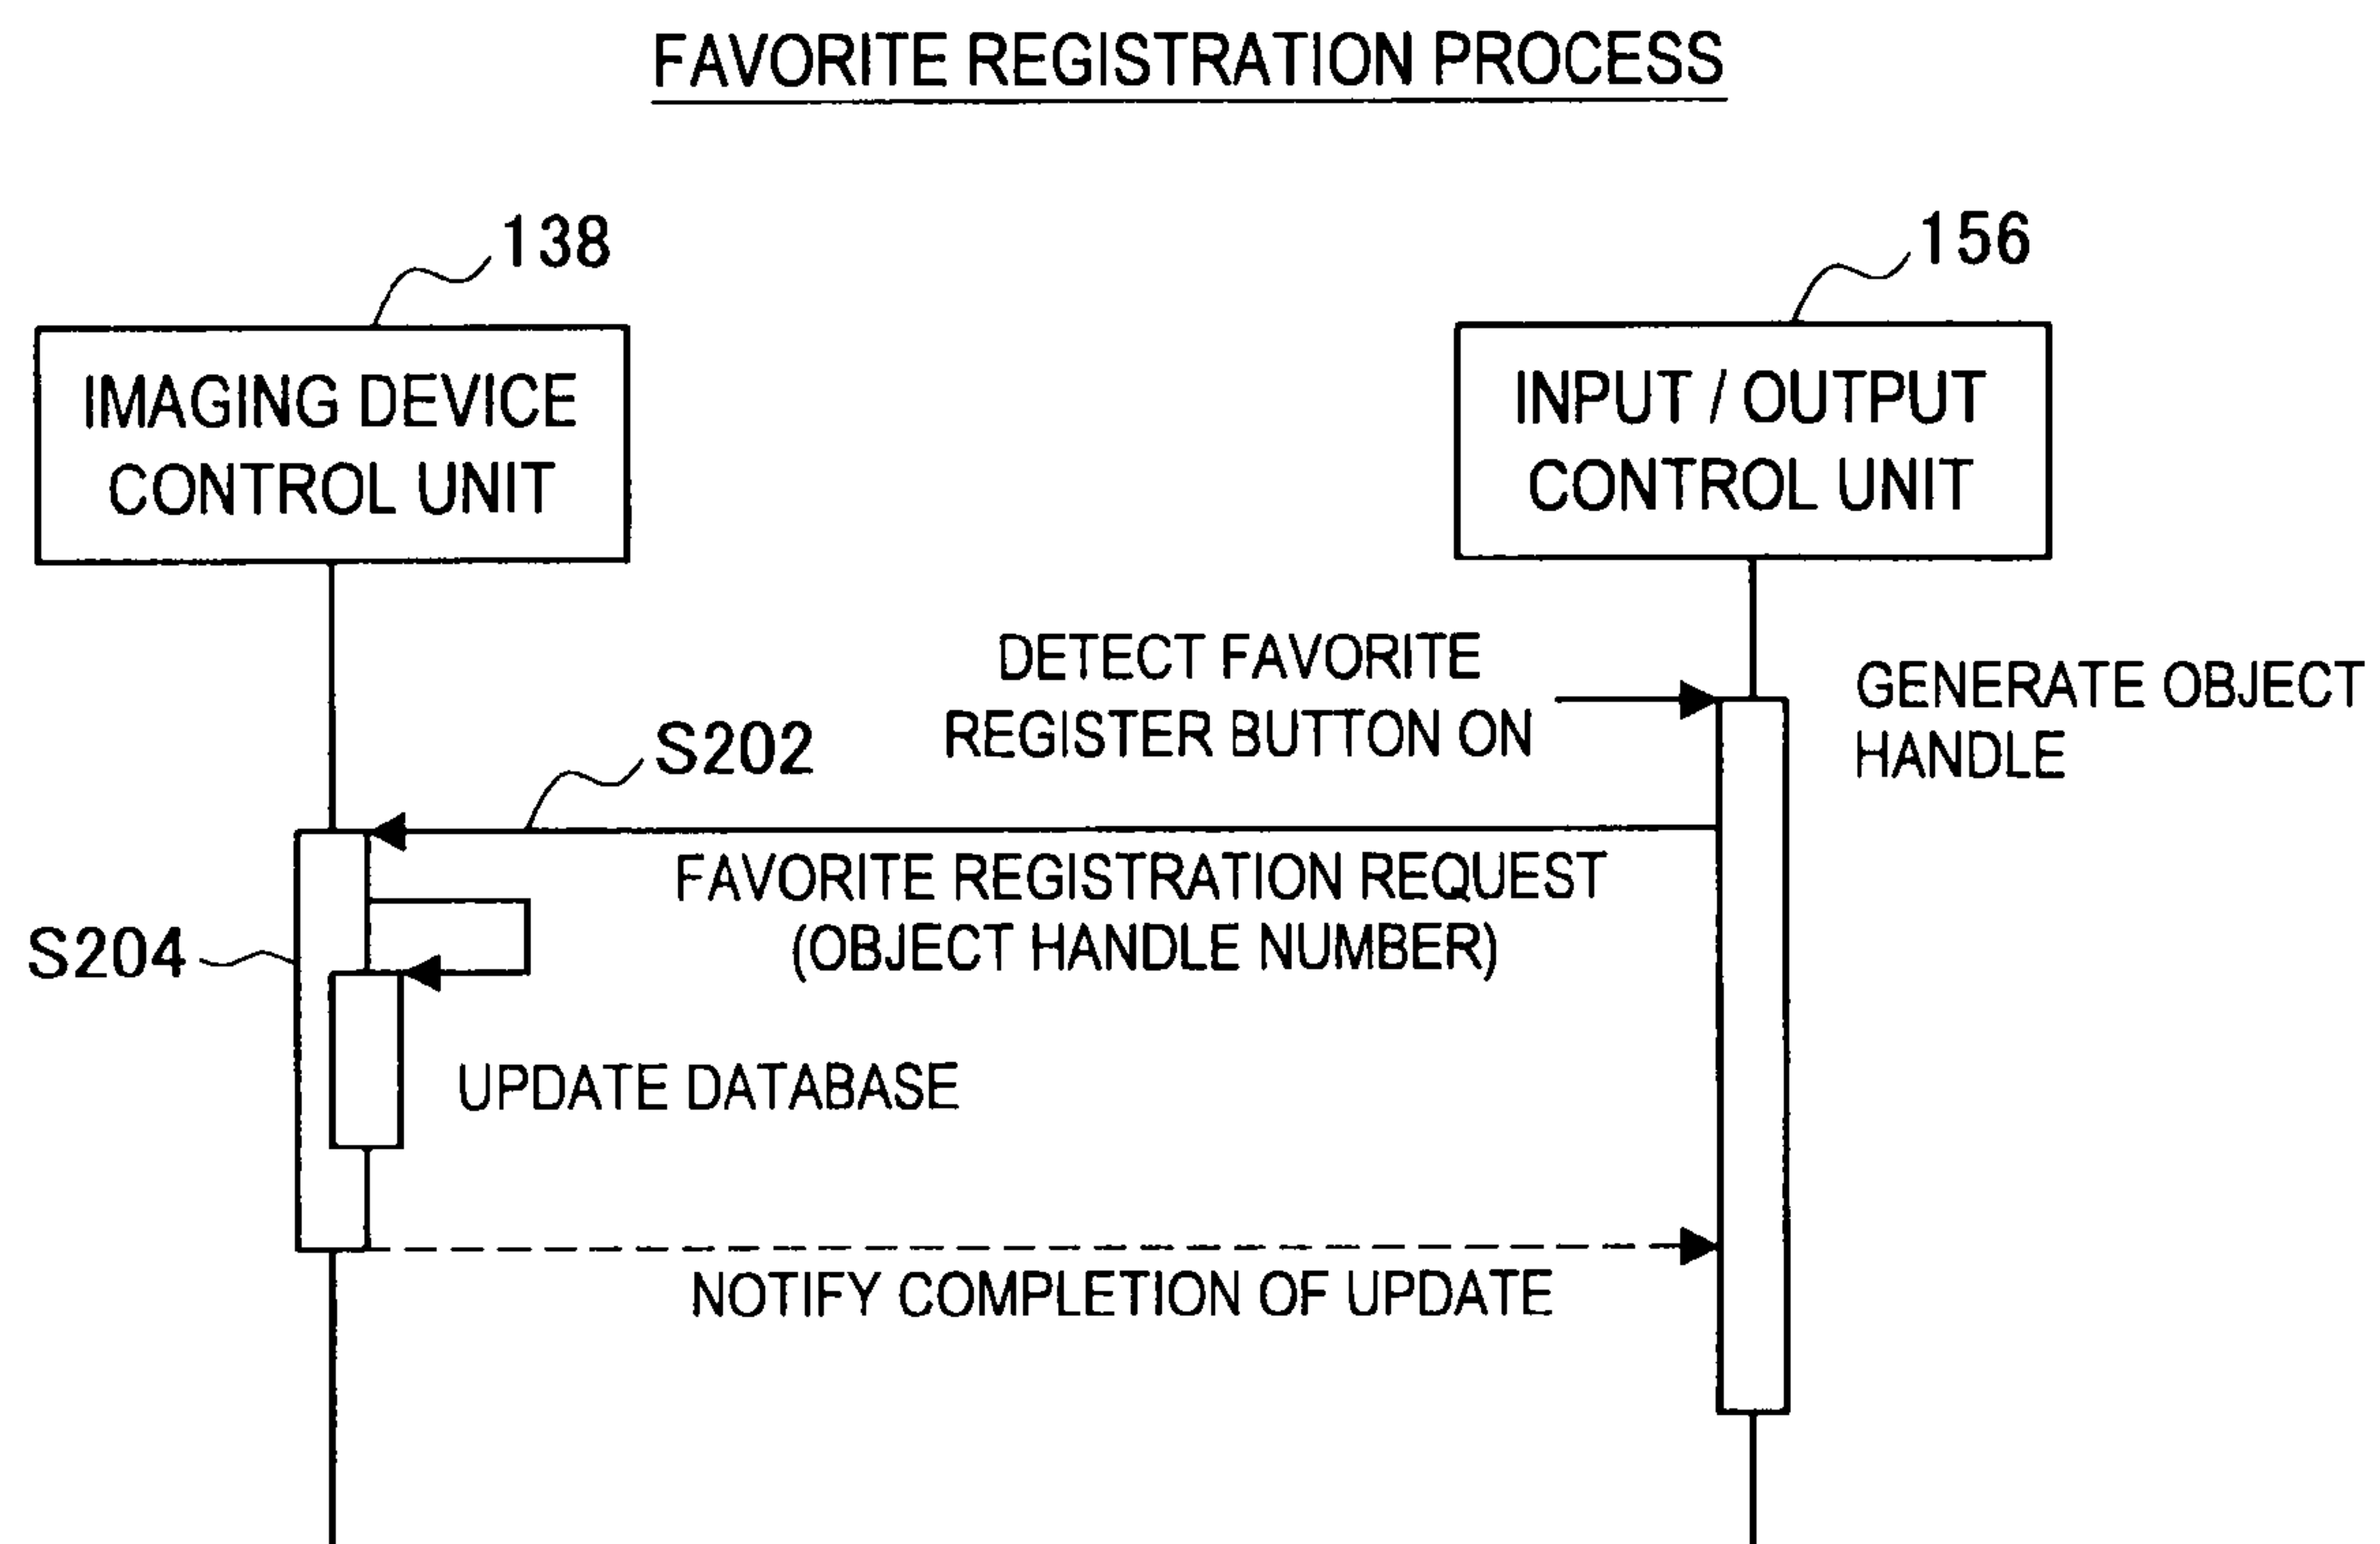 FAVORITE REGISTRATION PROCESS
138
156
IMAGING DEVICE
CONTROL UNIT
INPUT / OUTPUT
CONTROL UNIT
DETECT FAVORITE
REGISTER BUTTON ON
GENERATE OBJECT
HANDLE
S202
FAVORITE REGISTRATION REQUEST
(OBJECT HANDLE NUMBER)
S204
UPDATE DATABASE
NOTIFY COMPLETION OF UPDATE